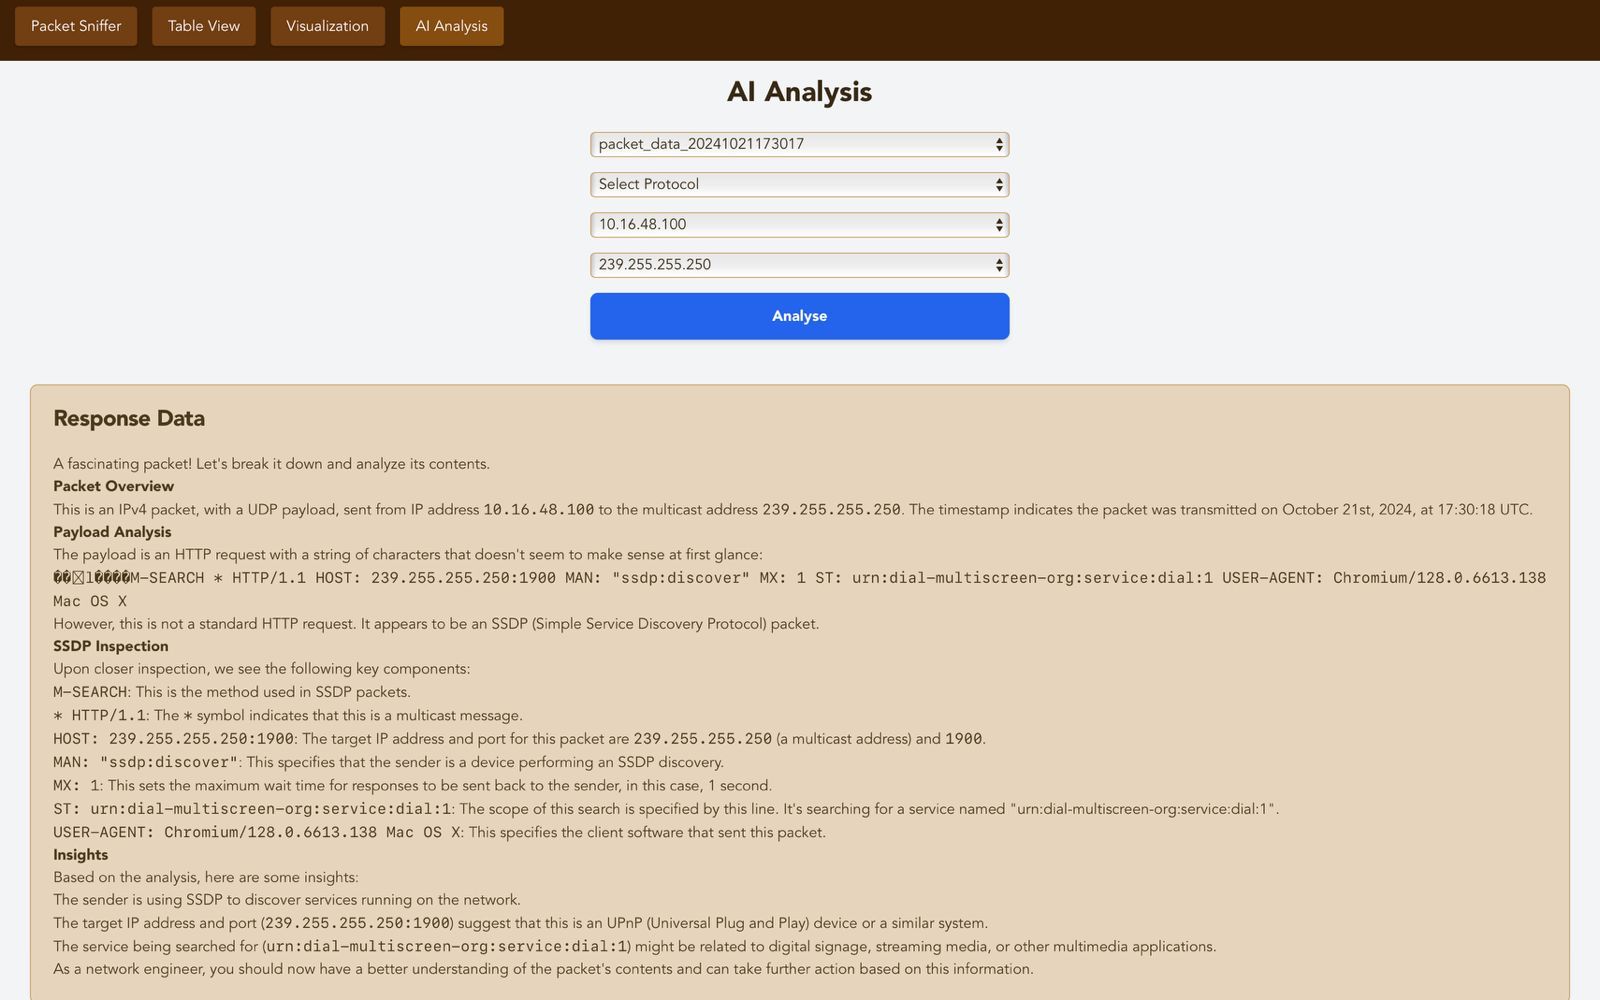 Packet Sniffer
Table View
Visualization
AI Analysis
AI Analysis
packet_data_20241021173017
Select Protocol
10.16.48.100
239.255.255.250
Analyse
Response Data
A fascinating packet! Let's break it down and analyze its contents.
Packet Overview
This is an IPv4 packet, with a UDP payload, sent from IP address 10.16.48.100 to the multicast address 239.255.255.250. The timestamp indicates the packet was transmitted on October 21st, 2024, at 17:30:18 UTC.
Payload Analysis
The payload is an HTTP request with a string of characters that doesn't seem to make sense at first glance:
��l����M-SEARCH * HTTP/1.1 HOST: 239.255.255.250:1900 MAN: "ssdp:discover" MX: 1 ST: urn:dial-multiscreen-org:service:dial:1 USER-AGENT: Chromium/128.0.6613.138
Mac OS X
However, this is not a standard HTTP request. It appears to be an SSDP (Simple Service Discovery Protocol) packet.
SSDP Inspection
Upon closer inspection, we see the following key components:
M-SEARCH: This is the method used in SSDP packets.
* HTTP/1.1: The * symbol indicates that this is a multicast message.
HOST: 239.255.255.250:1900: The target IP address and port for this packet are 239.255.255.250 (a multicast address) and 1900.
MAN: "ssdp:discover": This specifies that the sender is a device performing an SSDP discovery.
MX: 1: This sets the maximum wait time for responses to be sent back to the sender, in this case, 1 second.
ST: urn:dial-multiscreen-org:service:dial:1: The scope of this search is specified by this line. It's searching for a service named "urn:dial-multiscreen-org:service:dial:1".
USER-AGENT: Chromium/128.0.6613.138 Mac OS X: This specifies the client software that sent this packet.
Insights
Based on the analysis, here are some insights:
The sender is using SSDP to discover services running on the network.
The target IP address and port (239.255.255.250:1900) suggest that this is an UPnP (Universal Plug and Play) device or a similar system.
The service being searched for (urn:dial-multiscreen-org:service:dial:1) might be related to digital signage, streaming media, or other multimedia applications.
As a network engineer, you should now have a better understanding of the packet's contents and can take further action based on this information.